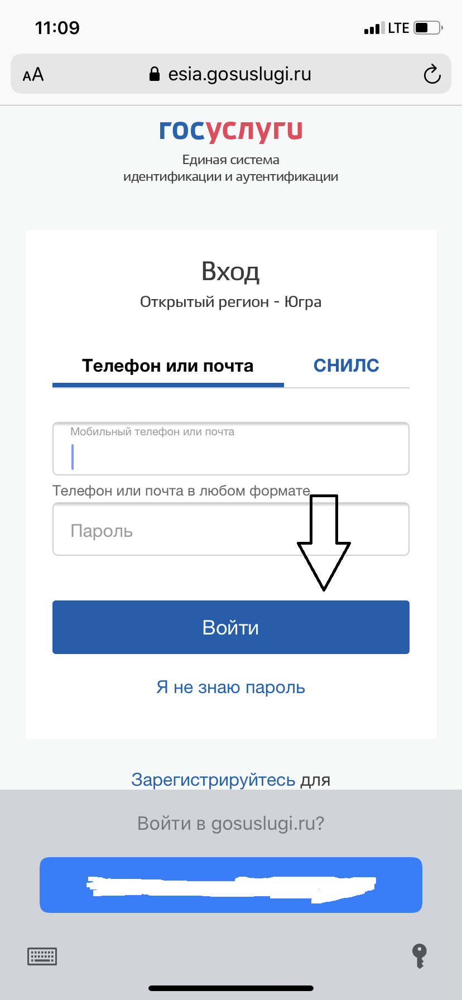 11:09
LTE
AA
esia.gosuslugi.ru
госуслуги
Единая система
идентификации и аутентификации
Вход
Открытый регион - Югра
Телефон или почта
СНИЛС
Мобильный телефон или почта
Телефон или почта в любом формате
Пароль
Войти
Я не знаю пароль
Зарегистрируйтесь для
Войти в gosuslugi.ru?